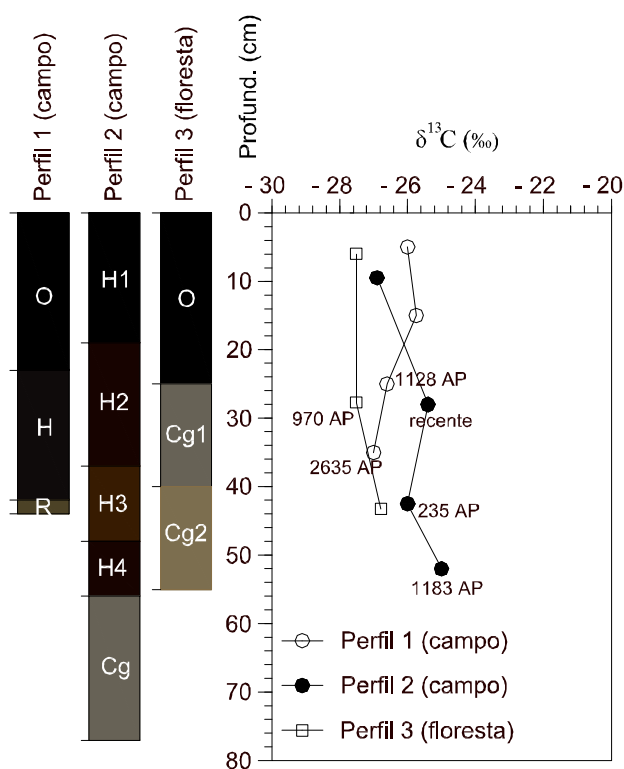 Perfil 1 (campo)
Perfil 2 (campo)
Perfil 3 (floresta)
Profund. (cm)
δ13C (‰)
- 30 - 28 - 26 - 24 - 22 - 20
0
10
20
30
40
50
60
70
80
O
H
R
H1
H2
H3
H4
Cg
O
Cg1
Cg2
1128 AP
970 AP
recente
2635 AP
235 AP
1183 AP
Perfil 1 (campo)
Perfil 2 (campo)
Perfil 3 (floresta)